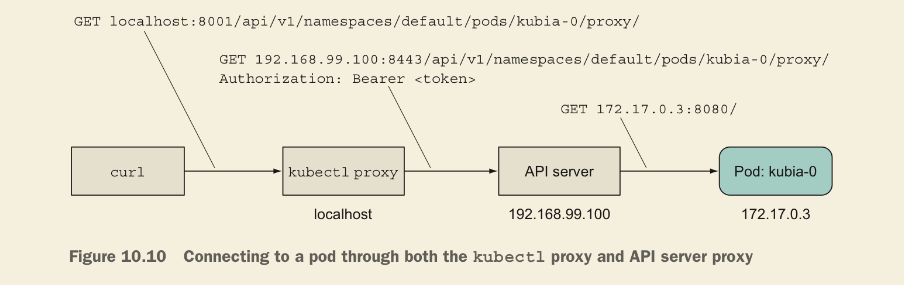 GET localhost:8001/api/v1/namespaces/default/pods/kubia-0/proxy/
GET 192.168.99.100:8443/api/v1/namespaces/default/pods/kubia-0/proxy/
Authorization: Bearer <token>
GET 172.17.0.3:8080/
curl
kubectl proxy
API server
Pod: kubia-0
localhost
192.168.99.100
172.17.0.3
Figure 10.10 Connecting to a pod through both the kubectl proxy and API server proxy